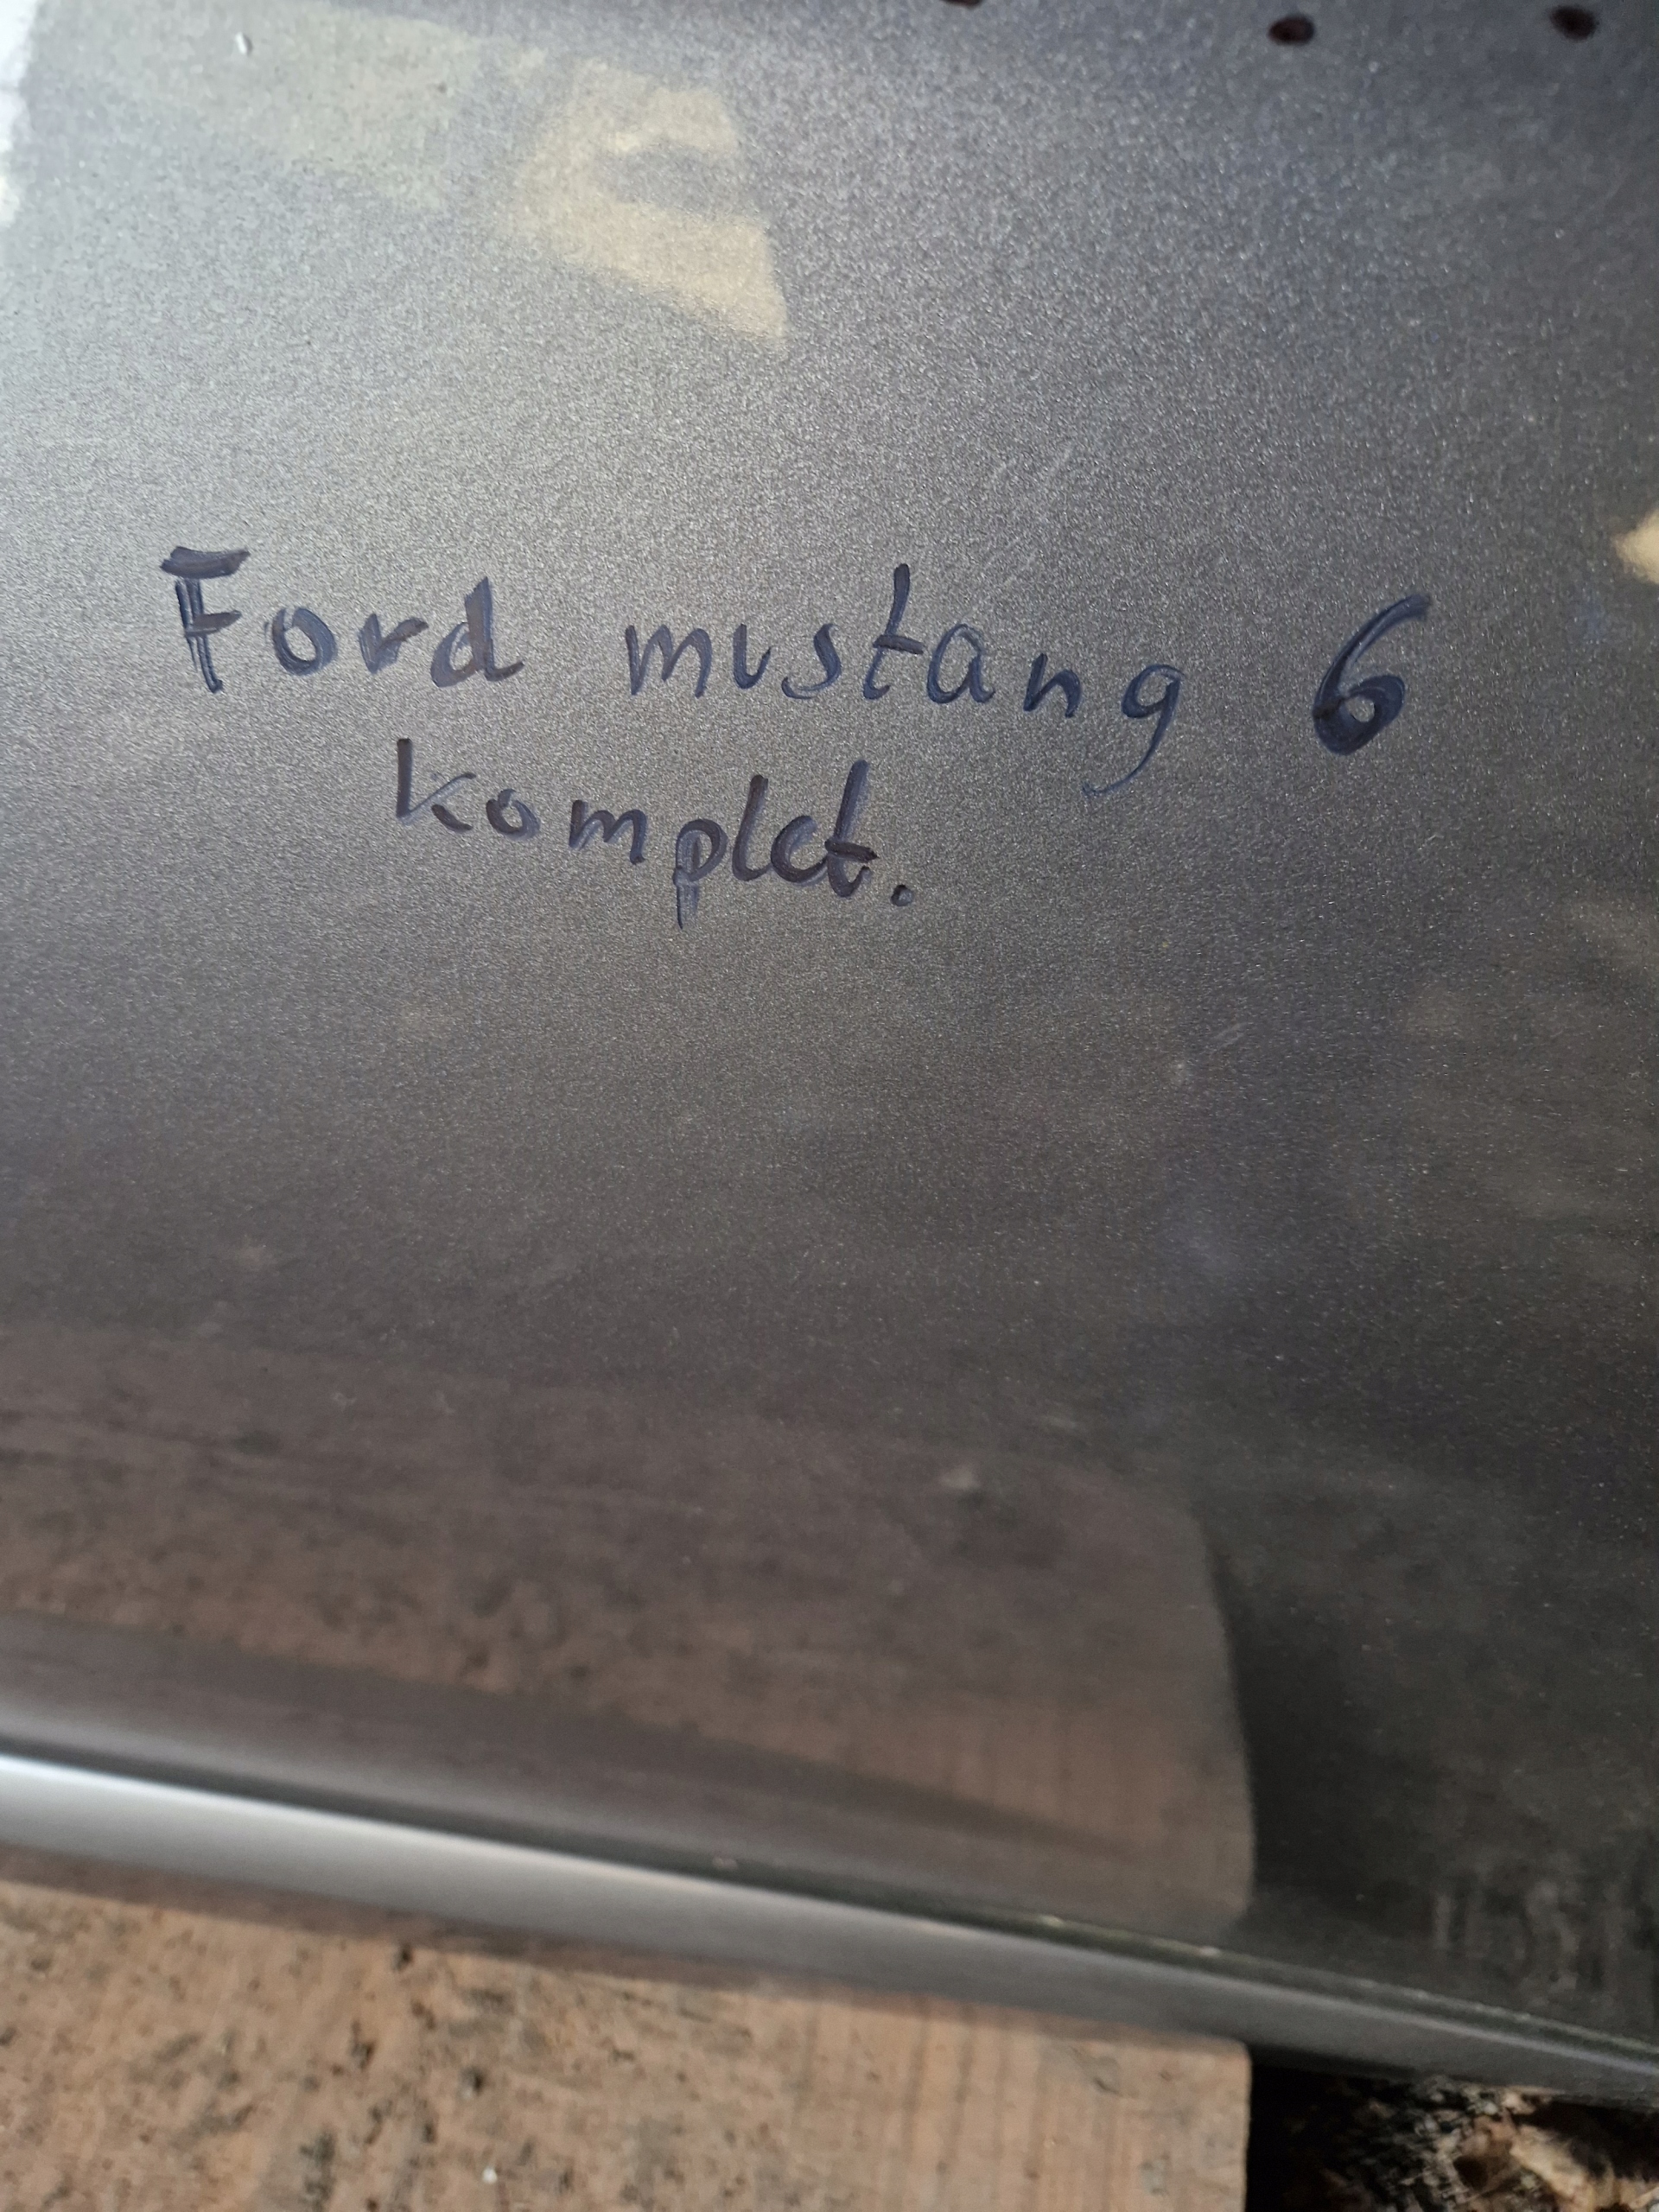 Ford mustang 6
komplet.